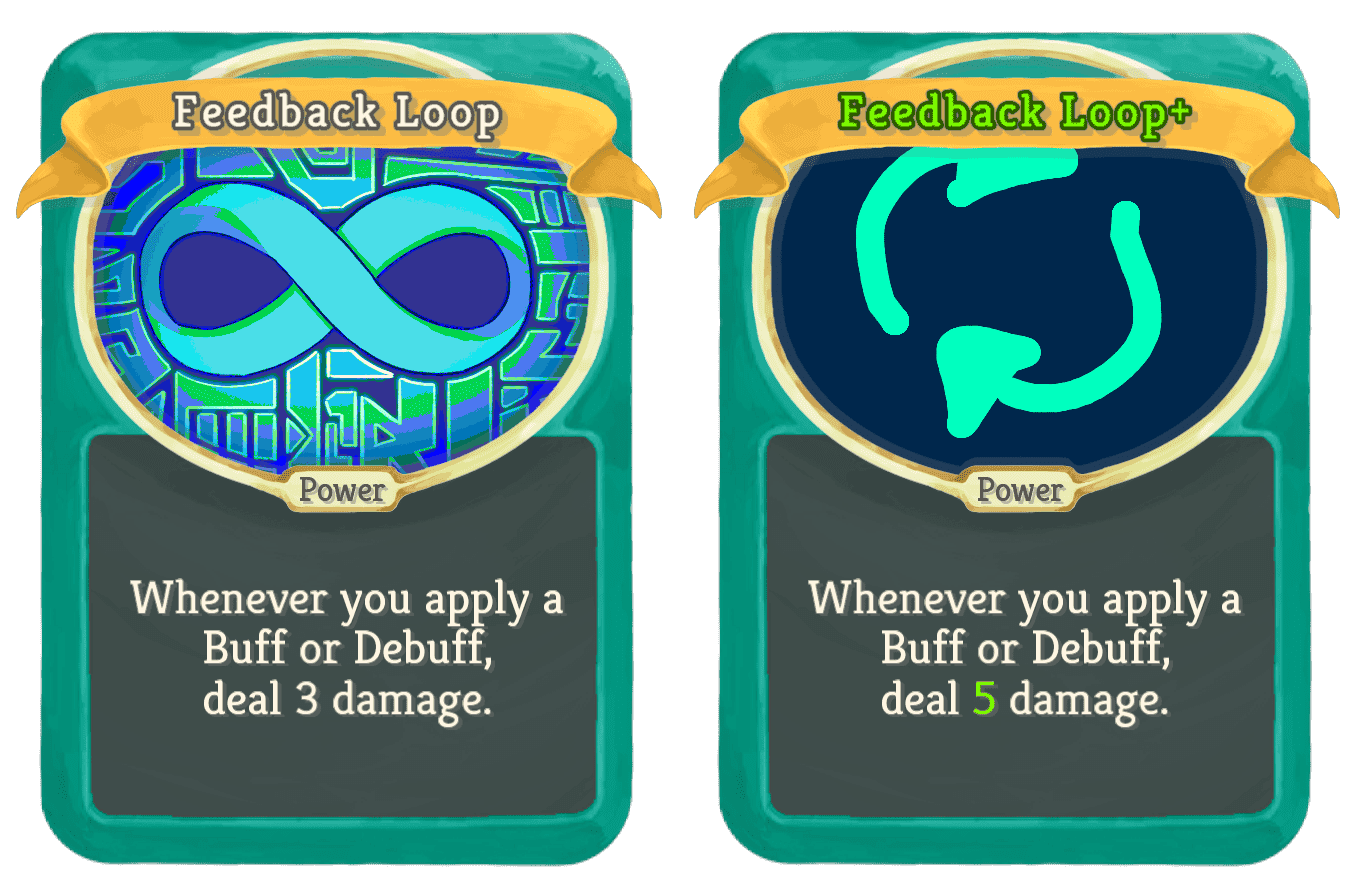 Feedback Loop
Power
Whenever you apply a
Buff or Debuff,
deal 3 damage.
Feedback Loop+
Power
Whenever you apply a
Buff or Debuff,
deal 5 damage.